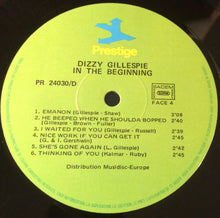 Prestige
DIZZY GILLESPIE
IN THE BEGINNING
PR 24030/D
SACEM
FACE 4
1. EMANON (Gillespie - Shaw) 3'06
2. HE BEEPED WHEN HE SHOULDA BOPPED 2'40
(Gillespie - Brown - Fuller)
3. I WAITED FOR YOU (Gillespie - Russell) 2'39
4. NICE WORK IF YOU CAN GET IT 2'45
(G. & I. Gerchwin)
5. SHE'S GONE AGAIN (L. Gillespie) 2'45
6. THINKING OF YOU (Kalmar - Ruby) 2'42
Distribution Musidisc-Europe